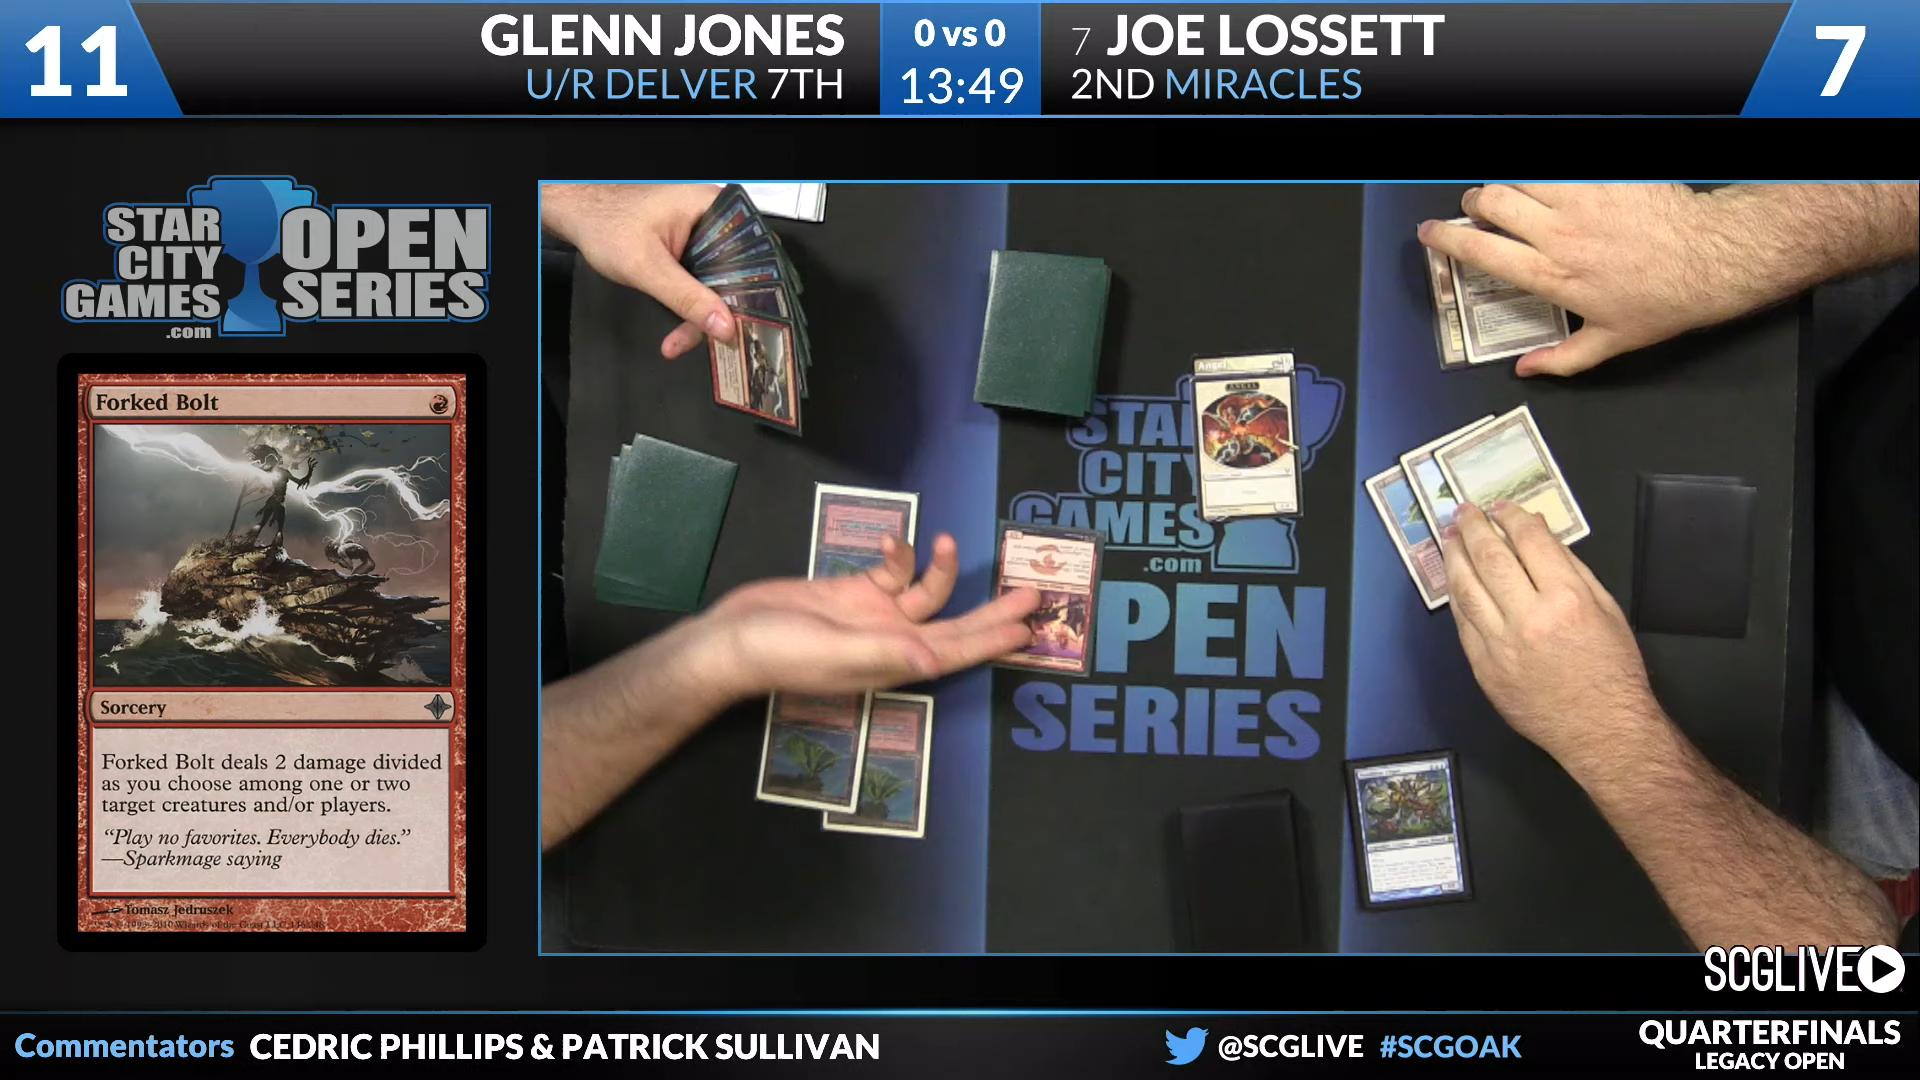 11
GLENN JONES
U/R DELVER 7TH
0 vs 0
13:49
7 JOE LOSSETT
2ND MIRACLES
7
STAR CITY GAMES .com
OPEN SERIES
Forked Bolt
Sorcery
Forked Bolt deals 2 damage divided
as you choose among one or two
target creatures and/or players.
“Play no favorites. Everybody dies.”
—Sparkmage saying
Tomasz Jedruszek
Angel
ANGEL
STA
CITY
GAMES
.com
PEN
SERIES
SCGLIVE
Commentators CEDRIC PHILLIPS & PATRICK SULLIVAN
@SCGLIVE #SCGOAK
QUARTERFINALS
LEGACY OPEN